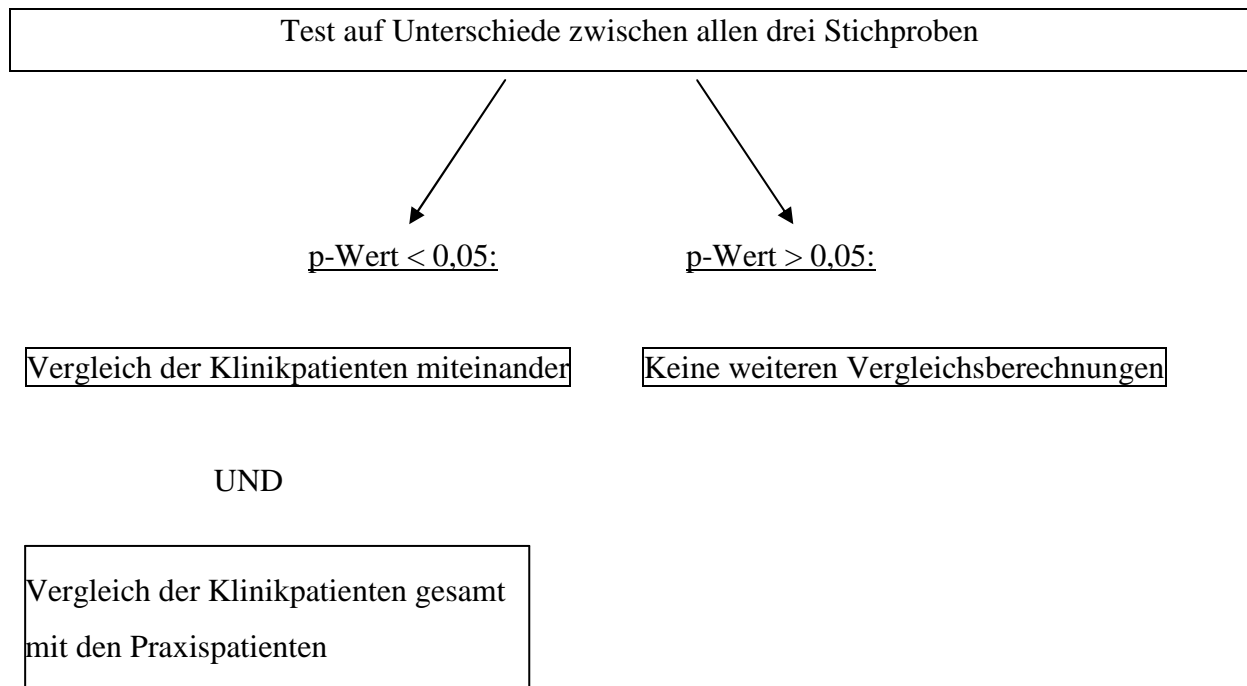 Test auf Unterschiede zwischen allen drei Stichproben
p-Wert < 0,05:
p-Wert > 0,05:
Vergleich der Klinikpatienten miteinander
Keine weiteren Vergleichsberechnungen
UND
Vergleich der Klinikpatienten gesamt
mit den Praxispatienten